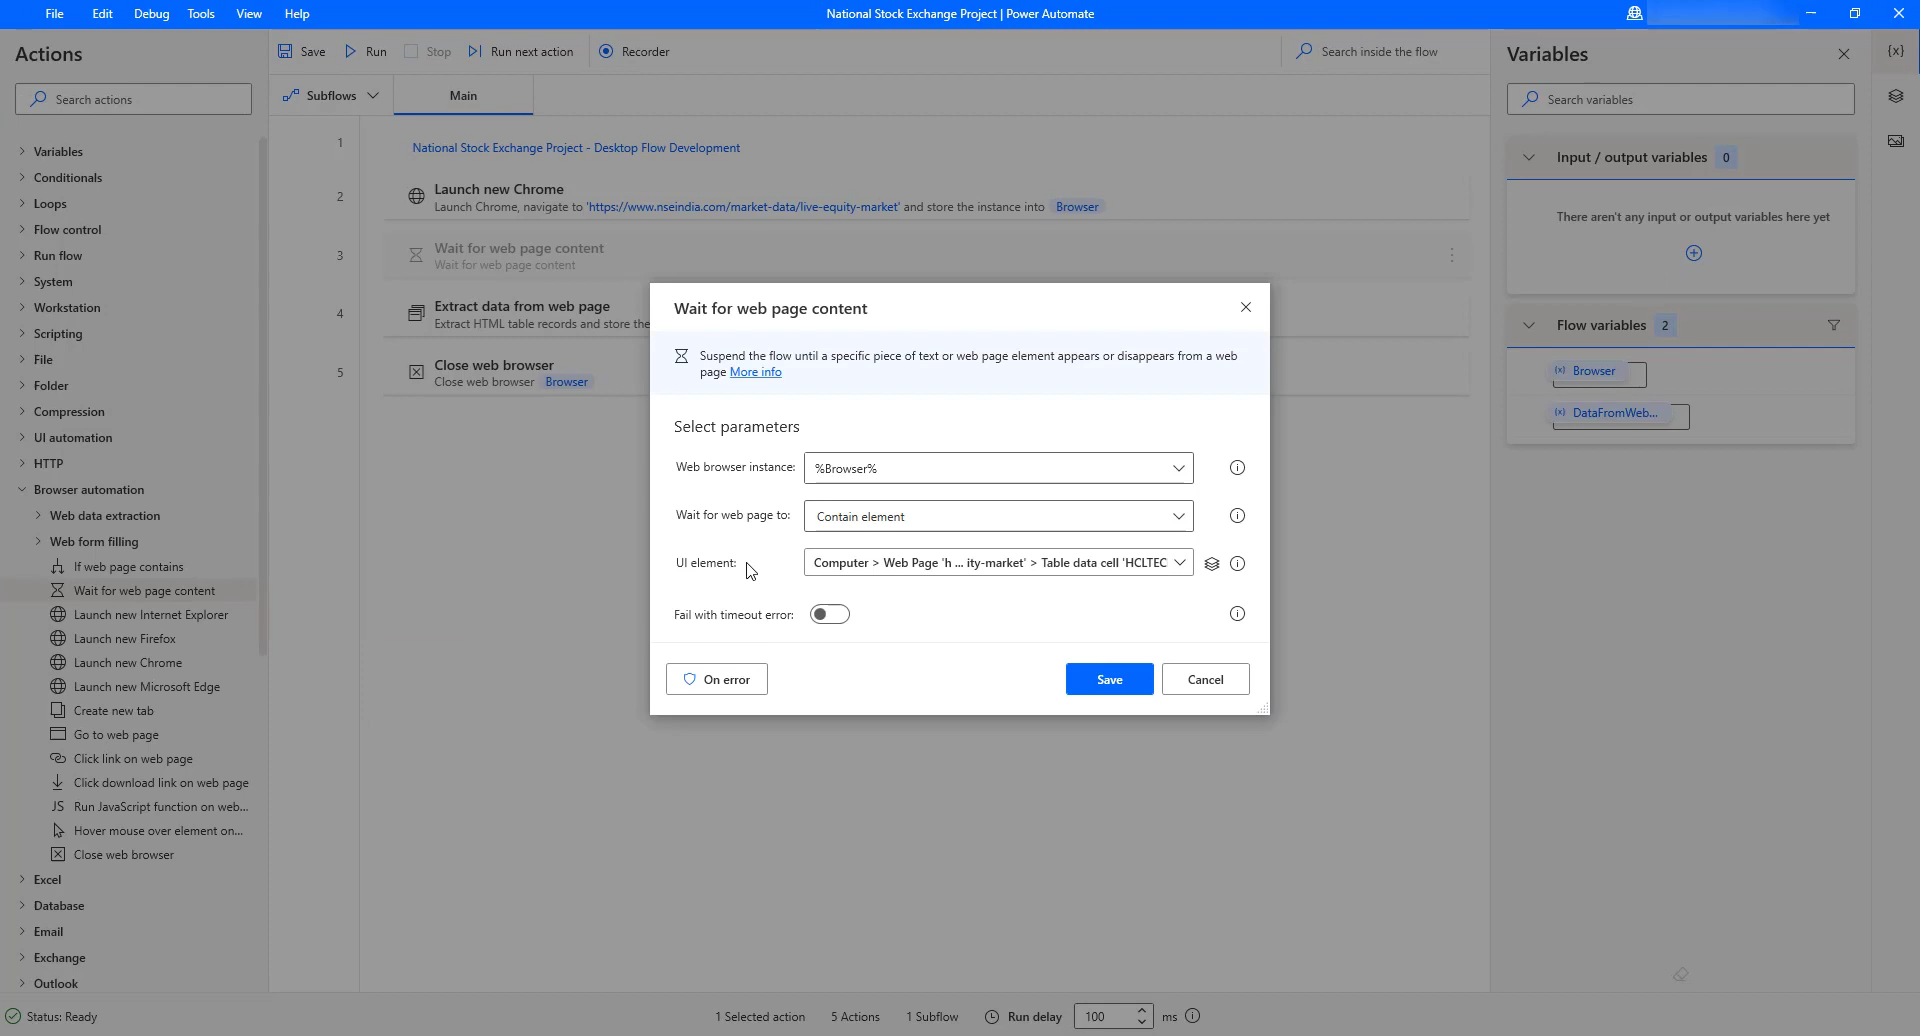 File Edit Debug Tools View Help
National Stock Exchange Project | Power Automate
Actions
Search actions
Variables
Conditionals
Loops
Flow control
Run flow
System
Workstation
Scripting
File
Folder
Compression
UI automation
HTTP
Browser automation
Web data extraction
Web form filling
If web page contains
Wait for web page content
Launch new Internet Explorer
Launch new Firefox
Launch new Chrome
Launch new Microsoft Edge
Create new tab
Go to web page
Click link on web page
Click download link on web page
JS Run JavaScript function on web...
Hover mouse over element on...
Close web browser
Excel
Database
Email
Exchange
Outlook
Save Run Stop Run next action Recorder
Search inside the flow
Subflows Main
1 National Stock Exchange Project - Desktop Flow Development
2 Launch new Chrome
Launch Chrome, navigate to 'https://www.nseindia.com/market-data/live-equity-market' and store the instance into Browser
3 Wait for web page content
Wait for web page content
4 Extract data from web page
Extract HTML table records and store the
5 Close web browser
Close web browser Browser
Wait for web page content
Suspend the flow until a specific piece of text or web page element appears or disappears from a web
page More info
Select parameters
Web browser instance: %Browser%
Wait for web page to: Contain element
UI element: Computer > Web Page 'h ... ity-market' > Table data cell 'HCLTEC
Fail with timeout error:
On error Save Cancel
Variables
{x}
Search variables
Input / output variables 0
There aren't any input or output variables here yet
Flow variables 2
(x) Browser
(x) DataFromWeb...
Status: Ready
1 Selected action 5 Actions 1 Subflow Run delay 100 ms